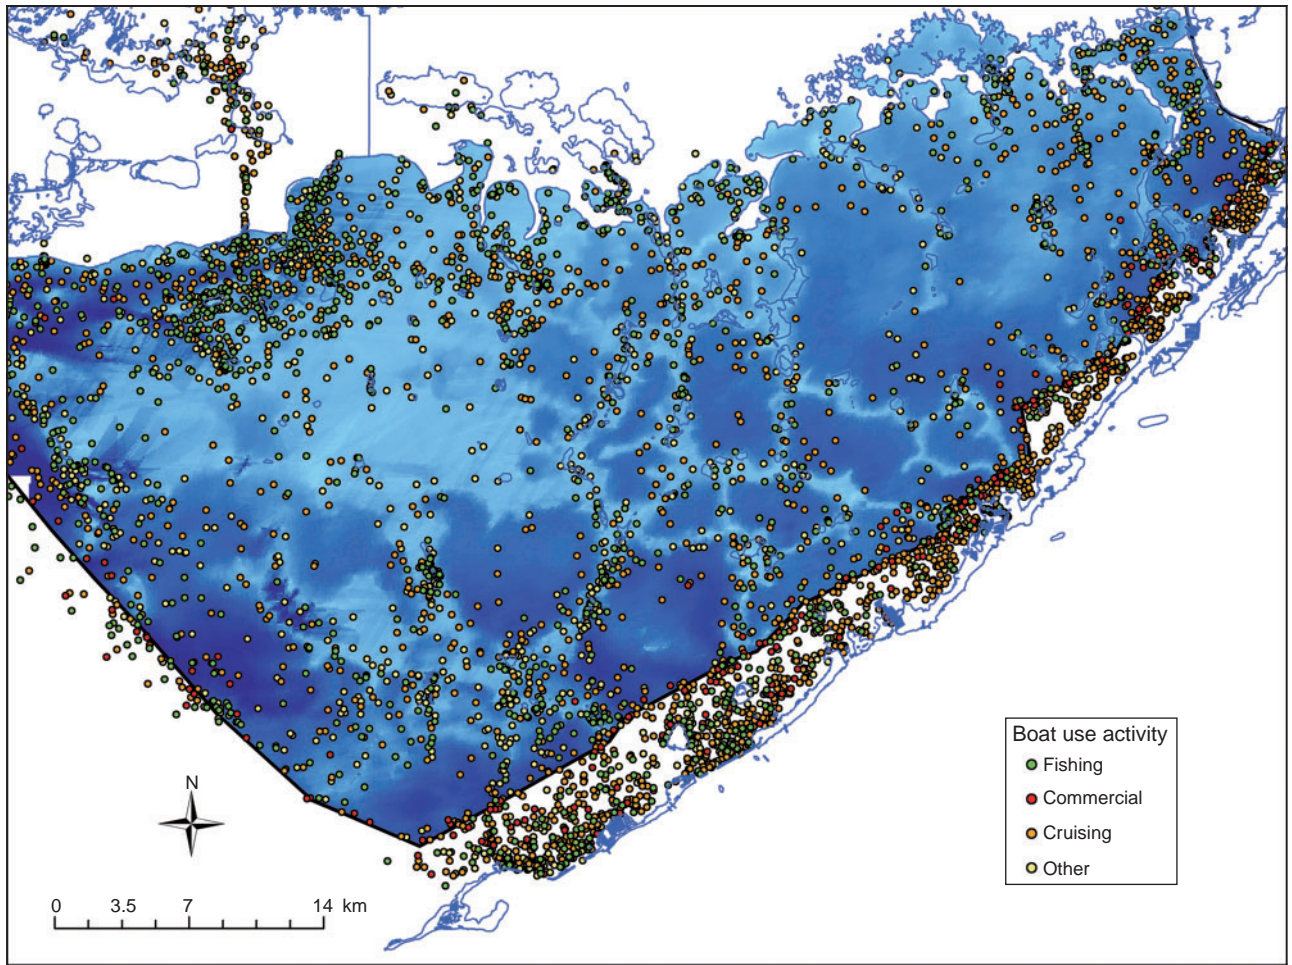 Boat use activity
Fishing
Commercial
Cruising
Other
N
0 3.5 7 14 km